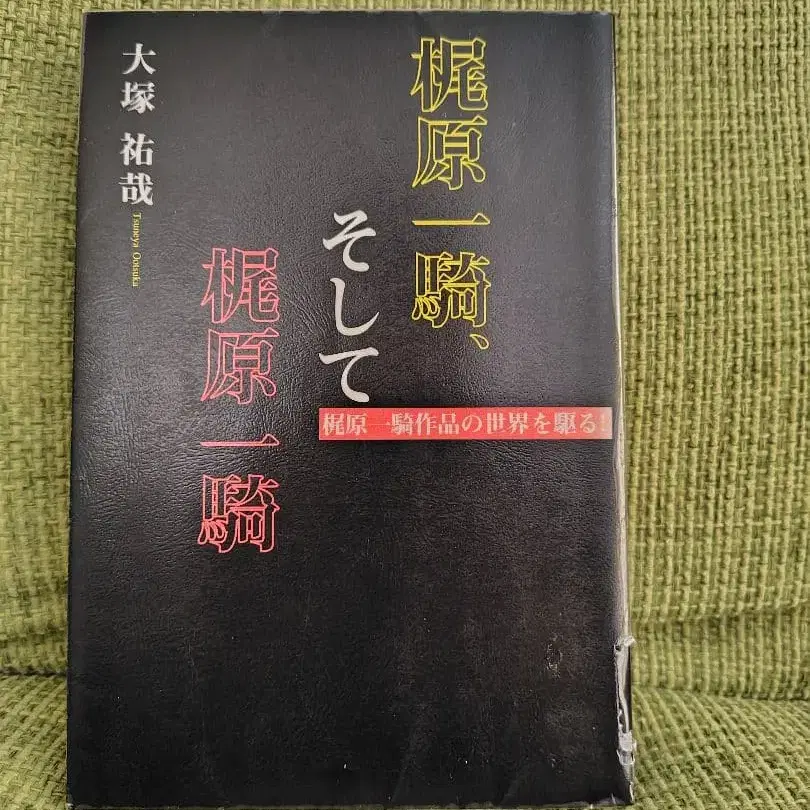 梶原一騎、
そして
梶原一騎
梶原一騎作品の世界を駆る!
大塚 祐哉
Tsuneya Ootsuka